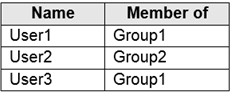 Name Member of
User1 Group1
User2 Group2
User3 Group1